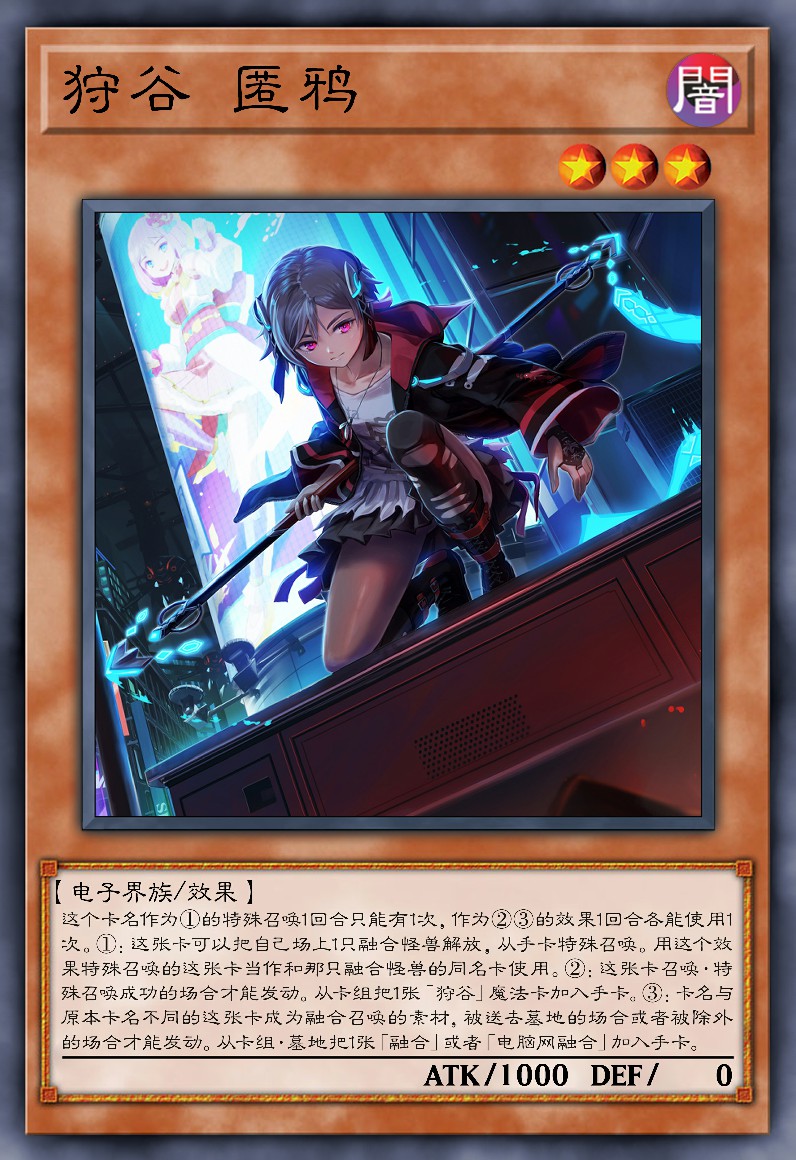 狩谷 匿鸦
闇
【电子界族/效果】
这个卡名作为①的特殊召唤1回合只能有1次，作为②③的效果1回合各能使用1
次。①：这张卡可以把自己场上1只融合怪兽解放，从手卡特殊召唤。用这个效
果特殊召唤的这张卡当作和那只融合怪兽的同名卡使用。②：这张卡召唤·特
殊召唤成功的场合才能发动。从卡组把1张「狩谷」魔法卡加入手卡。③：卡名与
原本卡名不同的这张卡成为融合召唤的素材，被送去墓地的场合或者被除外
的场合才能发动。从卡组·墓地把1张「融合」或者「电脑网融合」加入手卡。
ATK/1000 DEF/ 0